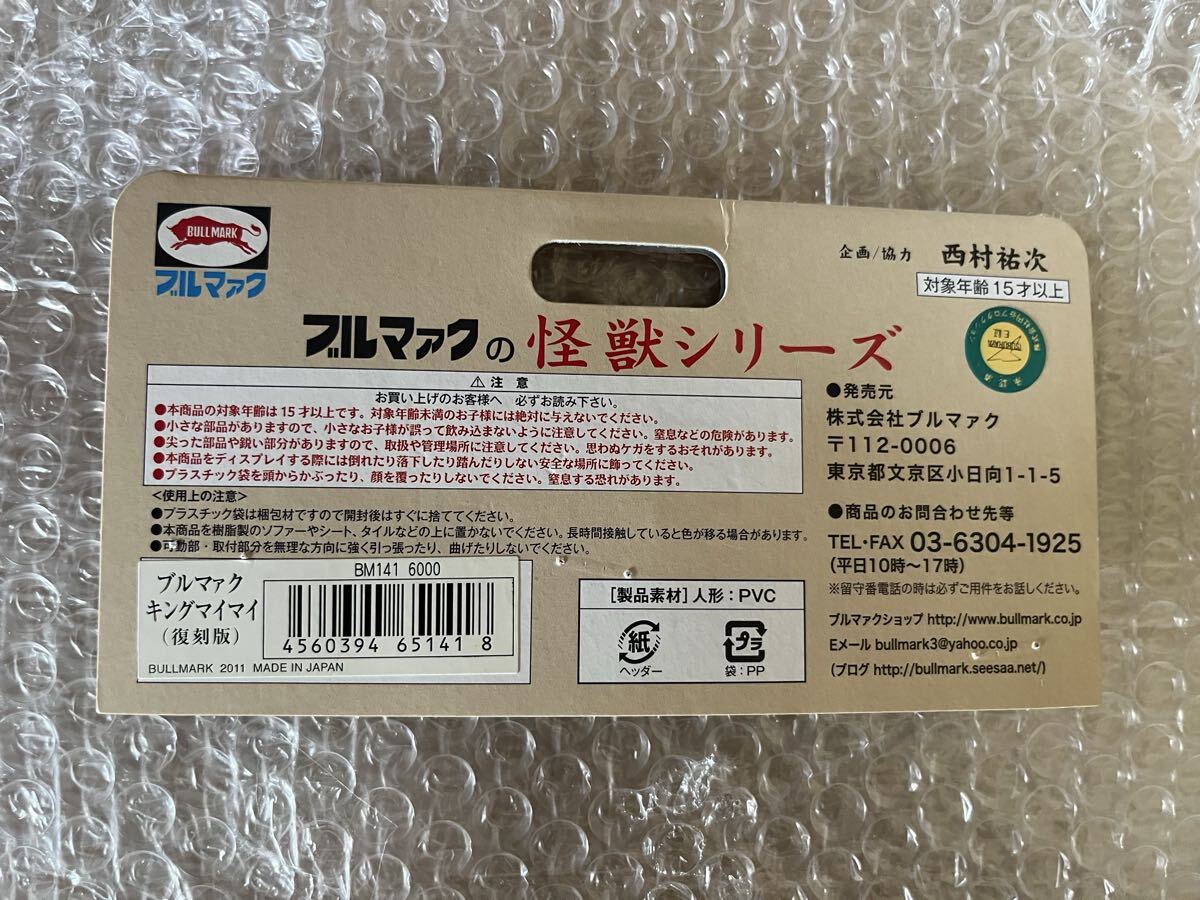 BULLMARK
ブルマァク
企画/協力 西村祐次
対象年齢15才以上
ブルマァクの怪獣シリーズ
⚠注 意
お買い上げのお客様へ 必ずお読み下さい。
●本商品の対象年齢は15才以上です。対象年齢未満のお子様には絶対に与えないでください。
●小さな部品がありますので、小さなお子様が誤って飲み込まないように注意してください。窒息などの危険があります。
●尖った部品や鋭い部分がありますので、取扱や管理場所に注意してください。思わぬケガをするおそれがあります。
●本商品をディスプレイする際には倒れたり落下したり踏んだりしない安全な場所に飾ってください。
●プラスチック袋を頭からかぶったり、顔を覆ったりしないでください。窒息する恐れがあります。
<使用上の注意>
●プラスチック袋は梱包材ですので開封後はすぐに捨ててください。
●本商品を樹脂製のソファーやシート、タイルなどの上に置かないでください。長時間接触していると色が移る場合があります。
●可動部・取付部分を無理な方向に強く引っ張ったり、曲げたりしないでください。
ブルマァク
キングマイマイ
(復刻版)
BM141 6000
4560394 65141 8
BULLMARK 2011 MADE IN JAPAN
[製品素材]人形:PVC
紙
ヘッダー
プラ
袋:PP
●発売元
株式会社ブルマァク
〒112-0006
東京都文京区小日向1-1-5
●商品のお問合わせ先等
TEL・FAX 03-6304-1925
(平日10時〜17時)
※留守番電話の時は必ずご用件をお話しください。
ブルマァクショップ http://www.bullmark.co.jp
Eメール bullmark3@yahoo.co.jp
(ブログ http://bullmark.seesaa.net/)